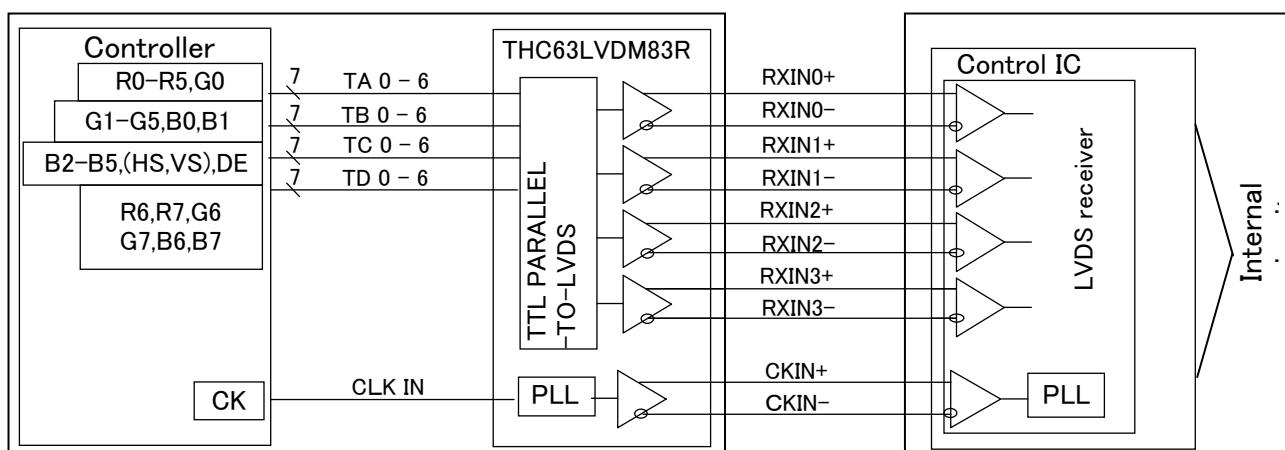 Controller
R0-R5,G0
G1-G5,B0,B1
B2-B5,(HS,VS),DE
R6,R7,G6
G7,B6,B7
CK
7
TA 0 - 6
7
TB 0 - 6
7
TC 0 - 6
7
TD 0 - 6
CLK IN
THC63LVDM83R
TTL PARALLEL
-TO-LVDS
PLL
RXIN0+
RXIN0-
RXIN1+
RXIN1-
RXIN2+
RXIN2-
RXIN3+
RXIN3-
CKIN+
CKIN-
Control IC
LVDS receiver
PLL
Internal